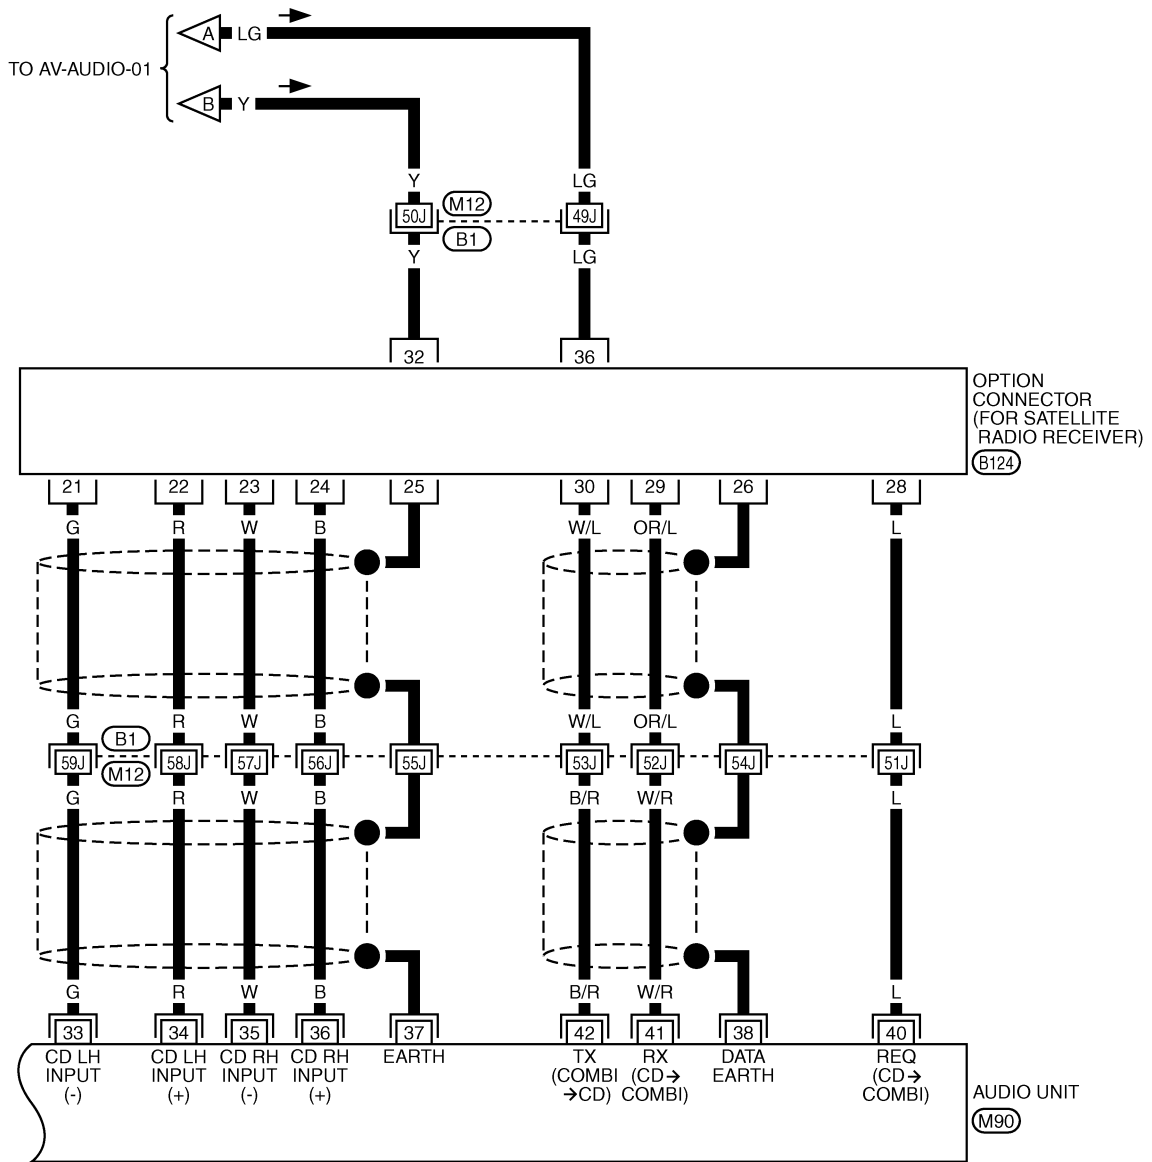 A LG
TO AV-AUDIO-01
B Y
Y LG
50J M12 49J
B1
Y LG
32 36
OPTION
CONNECTOR
(FOR SATELLITE
RADIO RECEIVER)
B124
21 22 23 24 25 30 29 26 28
G R W B W/L OR/L L
G R W B W/L OR/L L
B1
59J 58J 57J 56J 55J 53J 52J 54J 51J
M12
G R W B B/R W/R L
G R W B B/R W/R L
33 34 35 36 37 42 41 38 40
CD LH CD LH CD RH CD RH EARTH TX RX DATA REQ
INPUT INPUT INPUT INPUT (COMBI (CD→ EARTH (CD→
(-) (+) (-) (+) →CD) COMBI) COMBI)
AUDIO UNIT
M90